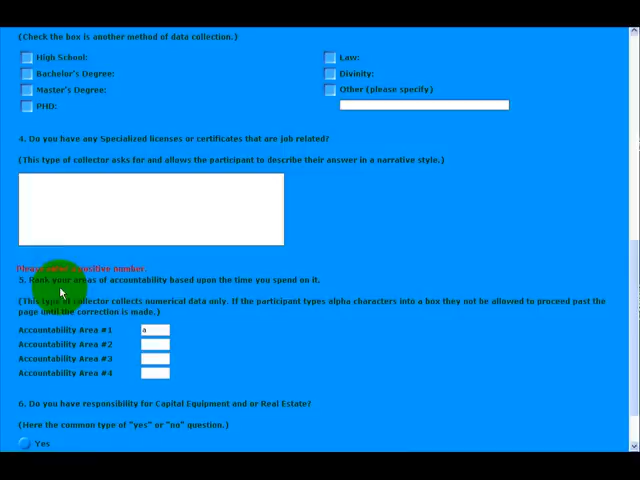 (Check the box is another method of data collection.)
High School: Law:
Bachelor's Degree: Divinity:
Master's Degree: Other (please specify)
PHD:
4. Do you have any Specialized licenses or certificates that are job related?
(This type of collector asks for and allows the participant to describe their answer in a narrative style.)
Please enter a positive number.
5. Rank your areas of accountability based upon the time you spend on it.
(This type of collector collects numerical data only. If the participant types alpha characters into a box they not be allowed to proceed past the
page until the correction is made.)
Accountability Area #1 a
Accountability Area #2
Accountability Area #3
Accountability Area #4
6. Do you have responsibility for Capital Equipment and or Real Estate?
(Here the common type of "yes" or "no" question.)
Yes